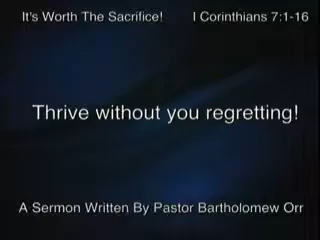 It's Worth The Sacrifice! I Corinthians 7:1-16
Thrive without you regretting!
A Sermon Written By Pastor Bartholomew Orr